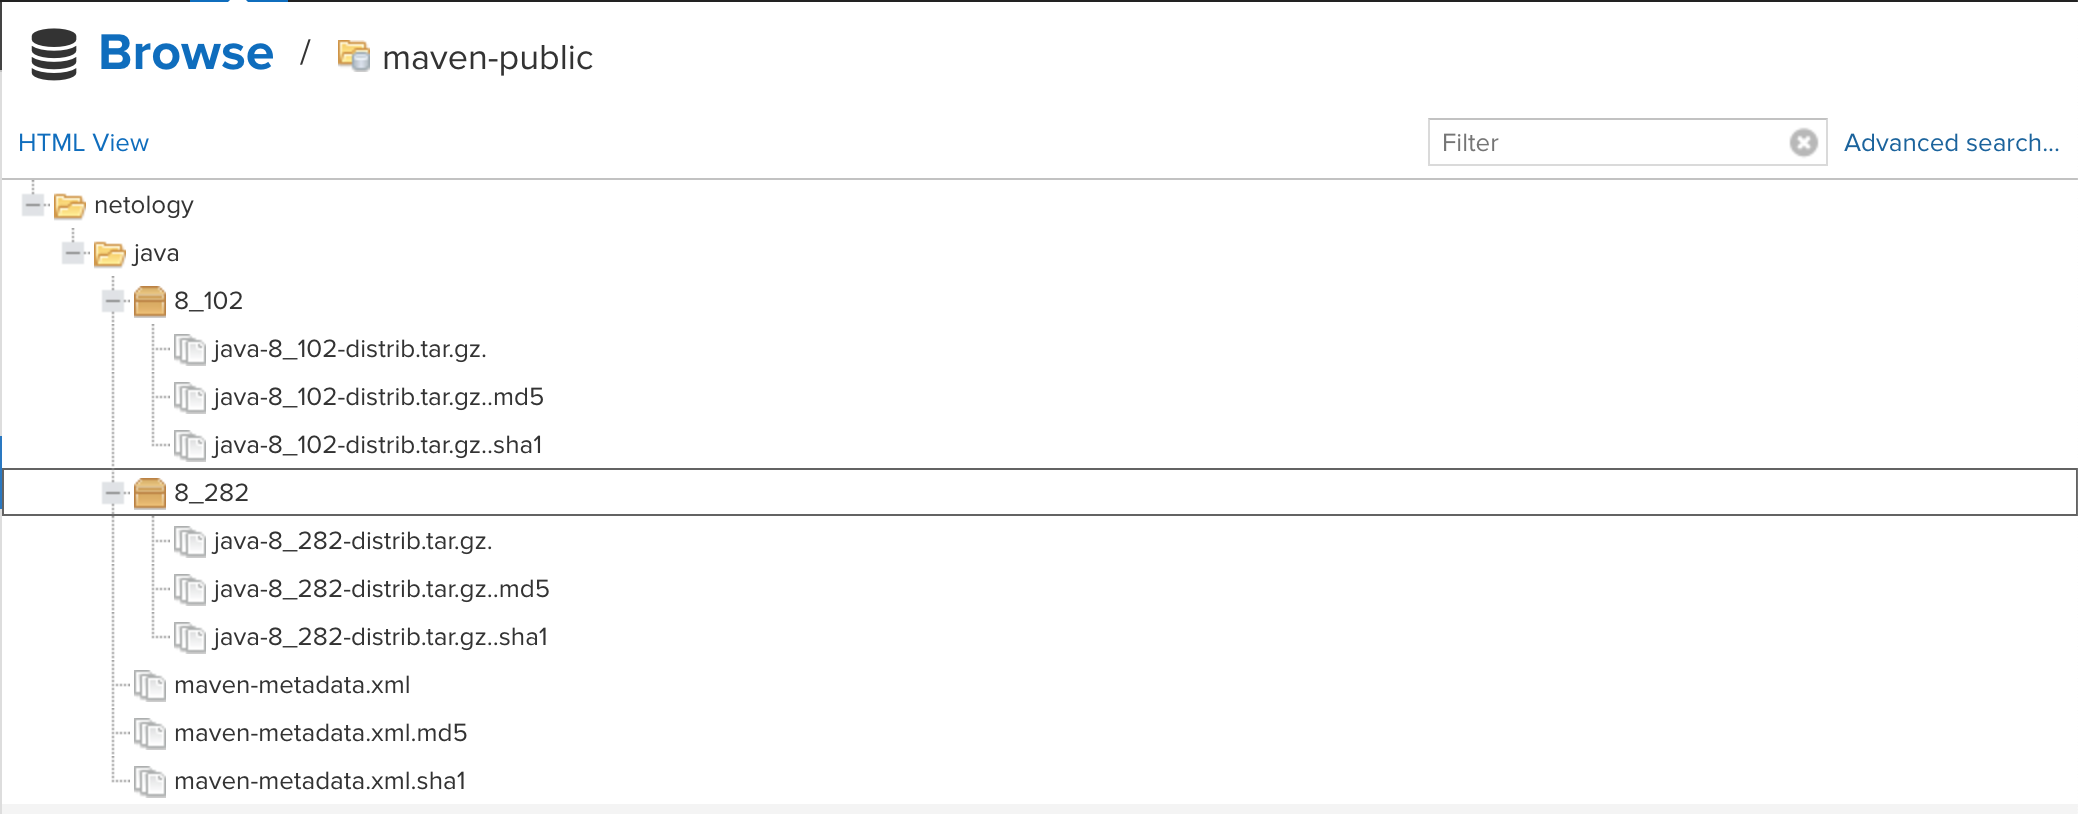 Browse / maven-public
HTML View
Filter
Advanced search...
netology
java
8_102
java-8_102-distrib.tar.gz.
java-8_102-distrib.tar.gz..md5
java-8_102-distrib.tar.gz..sha1
8_282
java-8_282-distrib.tar.gz.
java-8_282-distrib.tar.gz..md5
java-8_282-distrib.tar.gz..sha1
maven-metadata.xml
maven-metadata.xml.md5
maven-metadata.xml.sha1